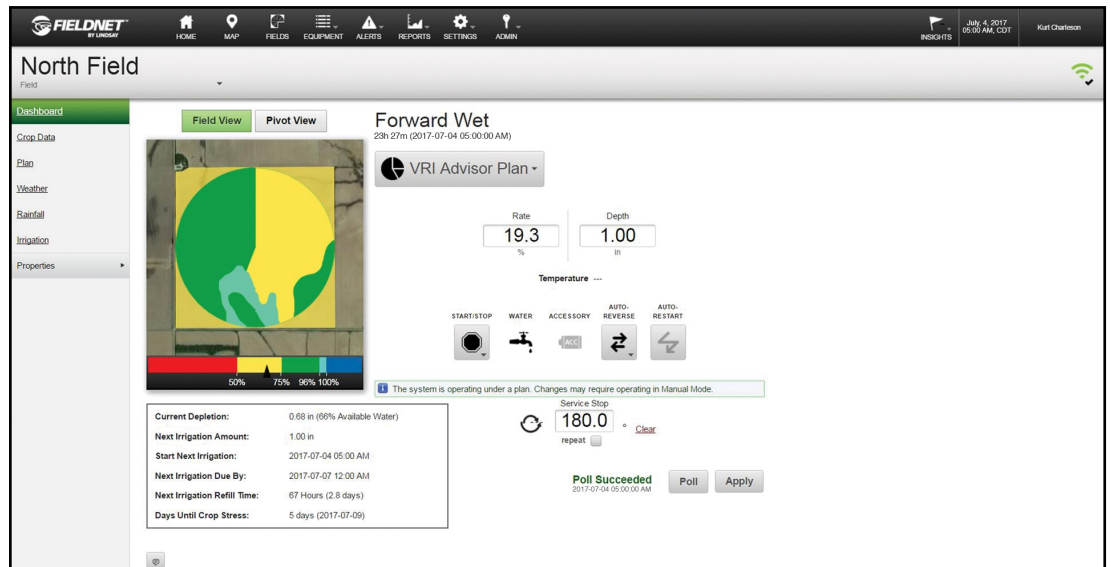 FIELDNET™
BY LINDSAY
HOME MAP FIELDS EQUIPMENT ALERTS REPORTS SETTINGS ADMIN
INSIGHTS
July, 4, 2017
05:00 AM, CDT
Kurt Charleson
North Field
Field
Dashboard
Crop Data
Plan
Weather
Rainfall
Irrigation
Properties
Field View Pivot View
50% 75% 96% 100%
Current Depletion: 0.68 in (66% Available Water)
Next Irrigation Amount: 1.00 in
Start Next Irrigation: 2017-07-04 05:00 AM
Next Irrigation Due By: 2017-07-07 12:00 AM
Next Irrigation Refill Time: 67 Hours (2.8 days)
Days Until Crop Stress: 5 days (2017-07-09)
Forward Wet
23h 27m (2017-07-04 05:00:00 AM)
VRI Advisor Plan
Rate Depth
19.3 1.00
% in
Temperature ---
START/STOP WATER ACCESSORY AUTO-REVERSE AUTO-RESTART
ACC
The system is operating under a plan. Changes may require operating in Manual Mode.
Service Stop
180.0 ° Clear
repeat
Poll Succeeded
2017-07-04 05:00:00 AM
Poll Apply